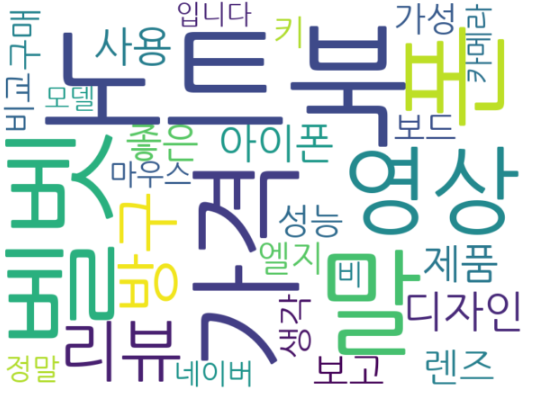 입니다
구매
사용
키
가성
카메라
노트북
폰
비교
모델
좋은
아이폰
보드
마우스
벨벳
영상
가격
방구
성능
엘지
비
제품
디자인
생각
리뷰
정말
네이버
보고
렌즈